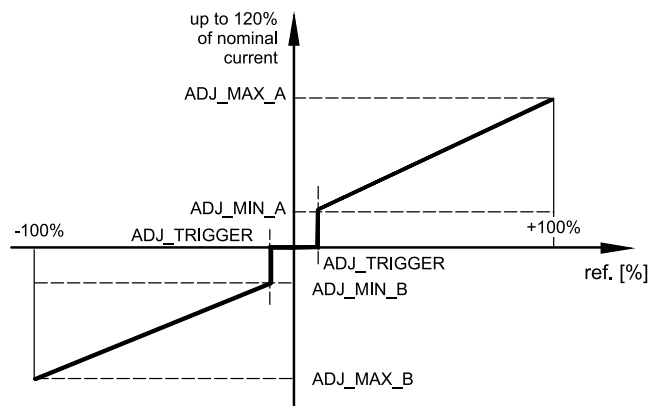 up to 120%
of nominal
current
ADJ_MAX_A
ADJ_MIN_A
-100%
ADJ_TRIGGER
+100%
ADJ_TRIGGER
ref. [%]
ADJ_MIN_B
ADJ_MAX_B